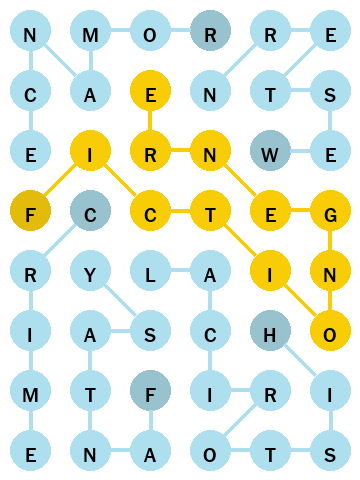 N M O R R E
C A E N T S
E I R N W E
F C C T E G
R Y L A I N
I A S C H O
M T F I R I
E N A O T S